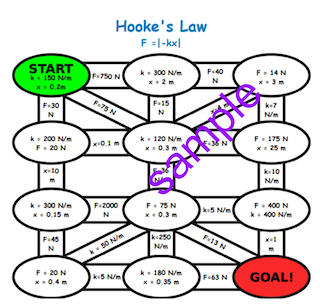 Hooke's Law
F =|-kx|
START
k = 150 N/m
x = 0.2m
F=750 N
k = 300 N/m
x = 2 m
F=40
N
F = 14 N
x = 3 m
F=30
N
F=75 N
F=15
N
x=4 m
k=7
N/m
k = 200 N/m
F = 20 N
x=0.1 m
k = 120 N/m
x = 0.3 m
F=36 N
F = 175 N
x = 25 m
x=10
m
F=36
N
k=10
N/m
sample
k = 300 N/m
x = 0.15 m
F=2000
N
F = 75 N
x = 0.3 m
k=5 N/m
F = 400 N
k = 400 N/m
F=45
N
k = 50 N/m
k=250
N/m
F=13 N
x=1
m
F = 20 N
x = 0.4 m
k=5 N/m
k = 180 N/m
x = 0.35 m
F=63 N
GOAL!